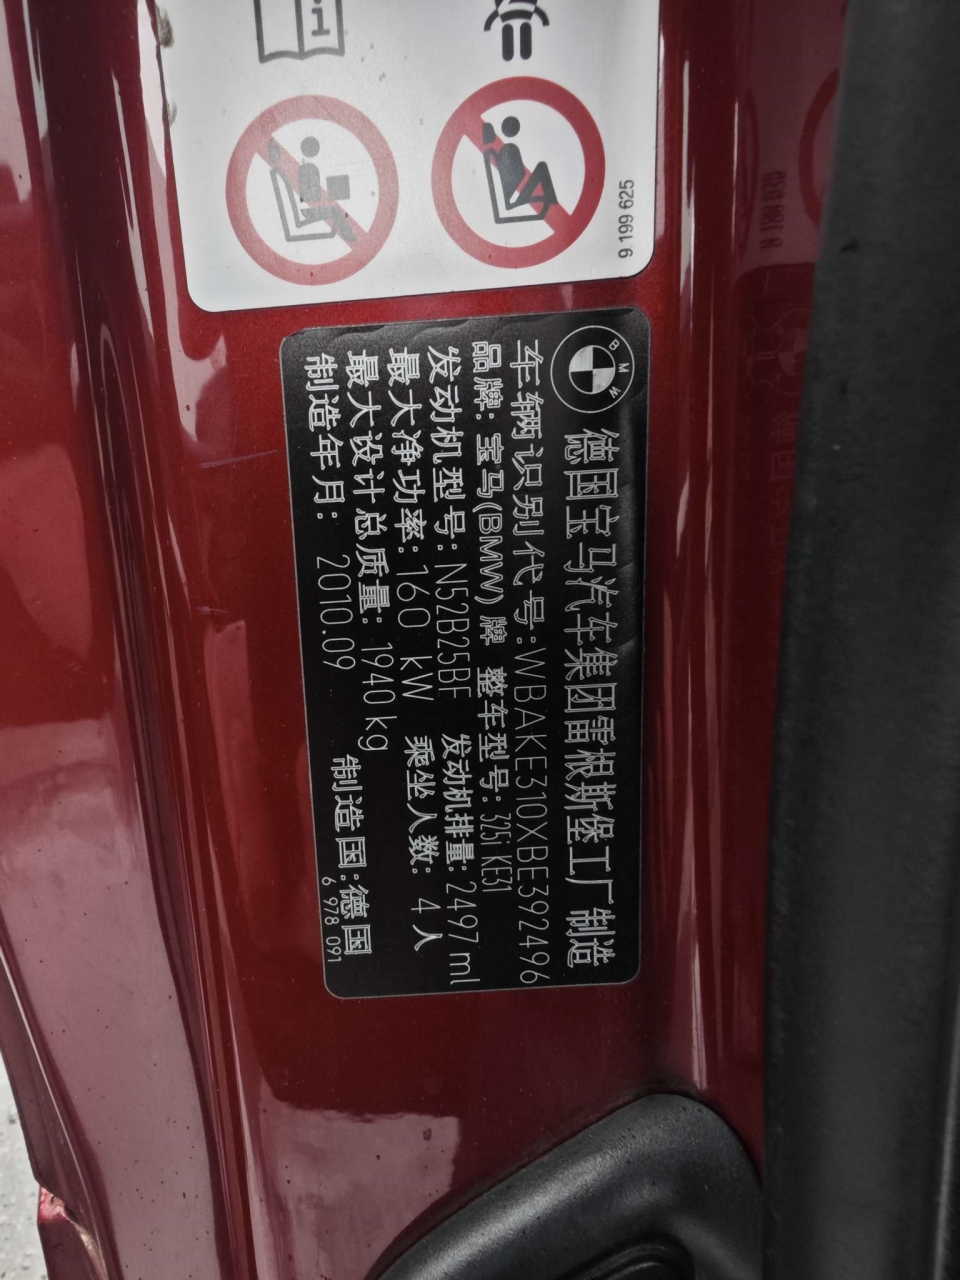 9 199 625
BMW
德国宝马汽车集团雷根斯堡工厂制造
车辆识别代号:WBAKE310XBE392496
品牌: 宝马(BMW)牌 整车型号: 325i KE31
发动机型号: N52B25BF 发动机排量: 2497 ml
最大净功率: 160 kW 乘坐人数: 4人
最大设计总质量: 1940 kg
制造年月: 2010.09 制造国:德国
6 978 091